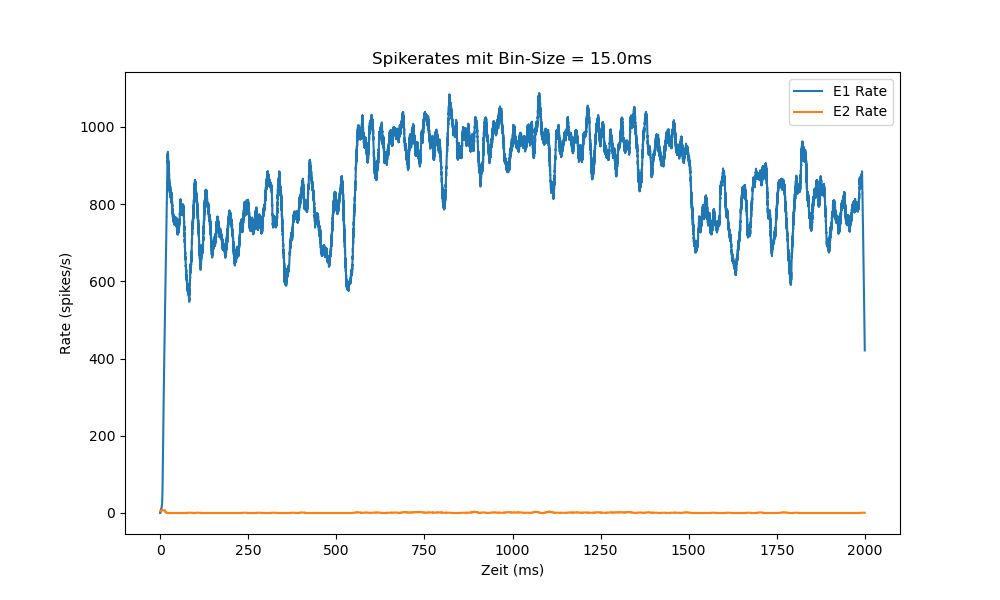 Spikerates mit Bin-Size = 15.0ms
E1 Rate
E2 Rate
Rate (spikes/s)
1000
800
600
400
200
0
0 250 500 750 1000 1250 1500 1750 2000
Zeit (ms)